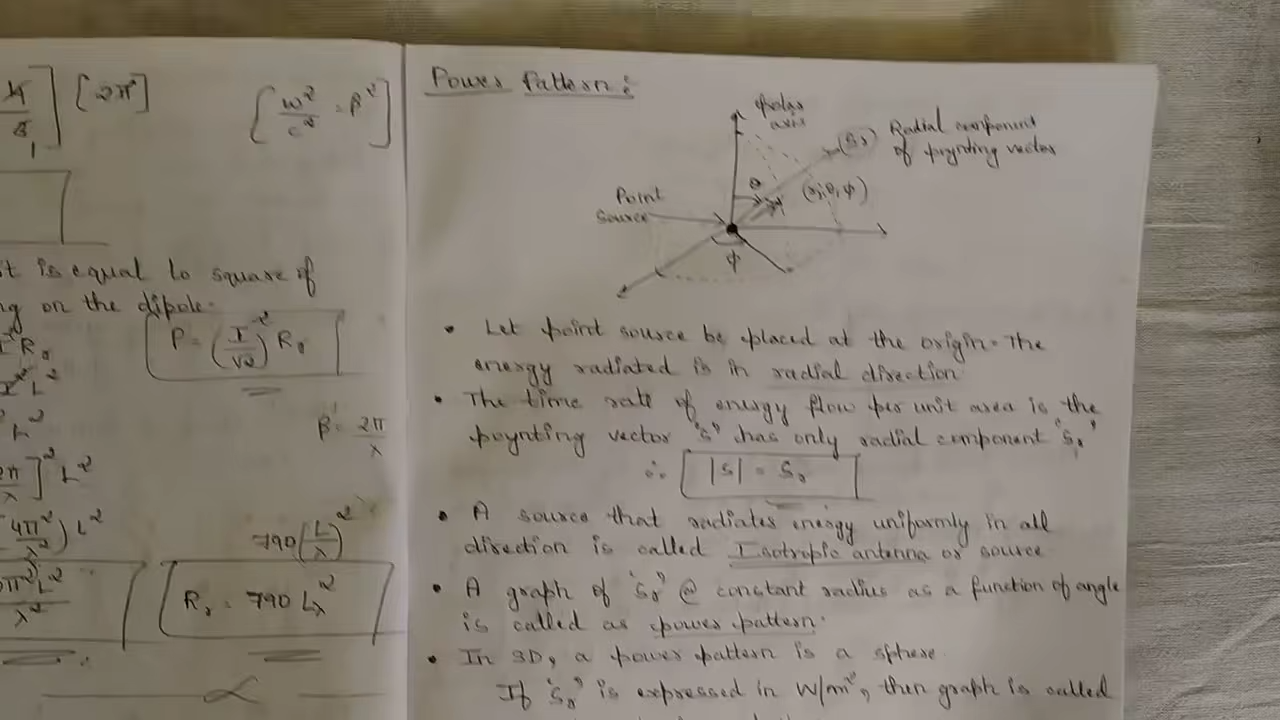 [2π]
[ω²/c² = β²]
t is equal to square of
ng on the dipole.
P = (I/√2)² Rr
β = 2π/λ
4π²/λ²) L²
790 (L/λ)²
Rr = 790 Lλ²
Power Pattern :
polar
axis
(Sr) Radial component
of poynting vector
Point
Source
θ
(r, θ, φ)
φ
• Let point source be placed at the origin. The
energy radiated is in radial direction
• The time rate of energy flow per unit area is the
poynting vector "S" has only radial component "Sr"
∴ |S| = Sr
• A source that radiates energy uniformly in all
direction is called Isotropic antenna or source
• A graph of 'Sr' @ constant radius as a function of angle
is called as power pattern.
• In 3D, a power pattern is a sphere.
If 'Sr' is expressed in W/m², then graph is called